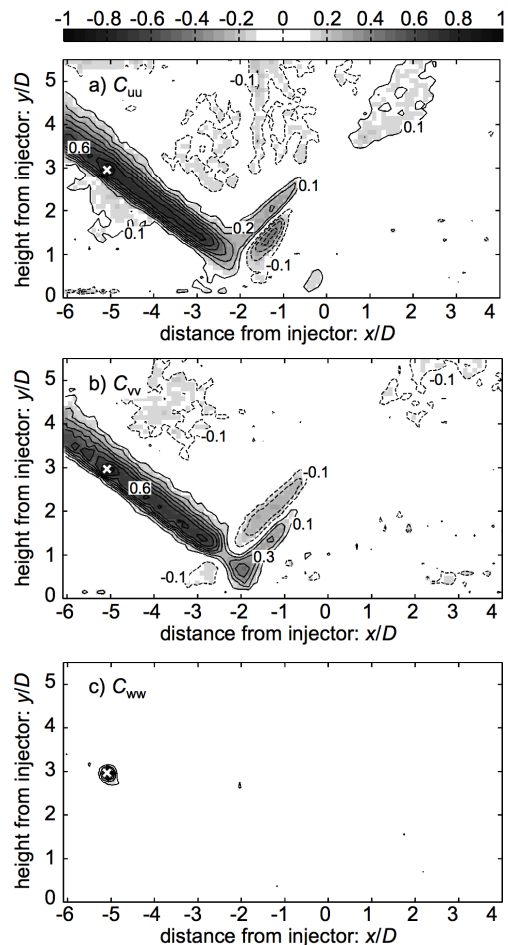 -1 -0.8 -0.6 -0.4 -0.2 0 0.2 0.4 0.6 0.8 1
a) Cuu
-0.1
0.1
0.6
0.1
0.2
0.1
-0.1
5
4
3
2
1
0
height from injector: y/D
-6 -5 -4 -3 -2 -1 0 1 2 3 4
distance from injector: x/D
b) Cvv
-0.1
-0.1
0.6
-0.1
0.1
0.3
-0.1
5
4
3
2
1
0
height from injector: y/D
-6 -5 -4 -3 -2 -1 0 1 2 3 4
distance from injector: x/D
c) Cww
5
4
3
2
1
0
height from injector: y/D
-6 -5 -4 -3 -2 -1 0 1 2 3 4
distance from injector: x/D